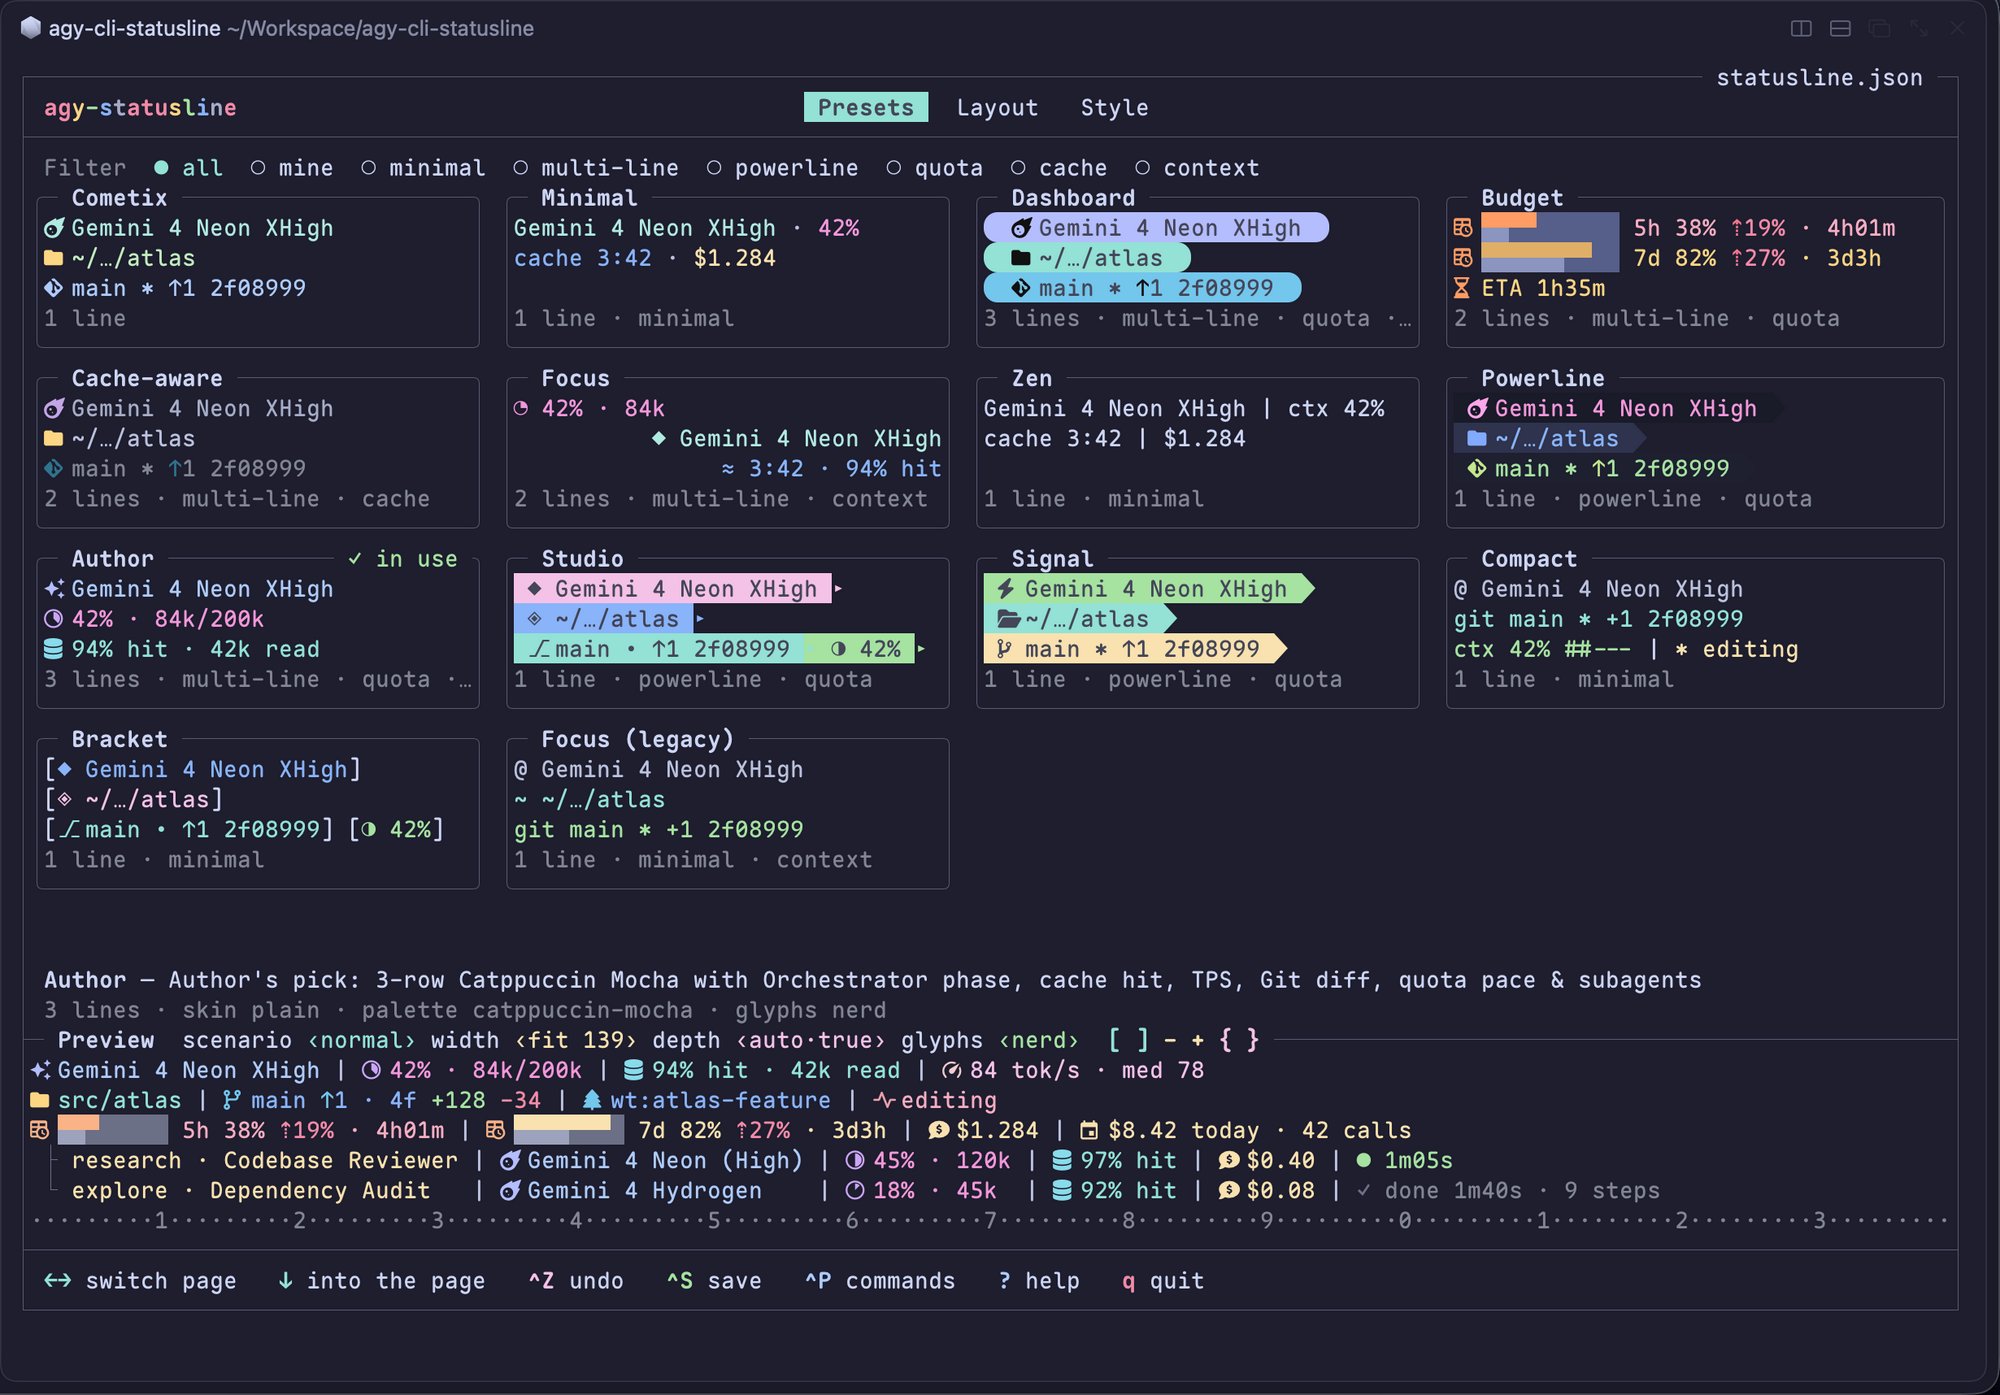 agy-cli-statusline ~/Workspace/agy-cli-statusline
statusline.json
agy-statusline Presets Layout Style
Filter ● all ○ mine ○ minimal ○ multi-line ○ powerline ○ quota ○ cache ○ context
Cometix
Gemini 4 Neon XHigh
~/…/atlas
main * ↑1 2f08999
1 line
Minimal
Gemini 4 Neon XHigh · 42%
cache 3:42 · $1.284
1 line · minimal
Dashboard
Gemini 4 Neon XHigh
~/…/atlas
main * ↑1 2f08999
3 lines · multi-line · quota ·…
Budget
5h 38% ⇡19% · 4h01m
7d 82% ⇡27% · 3d3h
ETA 1h35m
2 lines · multi-line · quota
Cache-aware
Gemini 4 Neon XHigh
~/…/atlas
main * ↑1 2f08999
2 lines · multi-line · cache
Focus
42% · 84k
◆ Gemini 4 Neon XHigh
≈ 3:42 · 94% hit
2 lines · multi-line · context
Zen
Gemini 4 Neon XHigh | ctx 42%
cache 3:42 | $1.284
1 line · minimal
Powerline
Gemini 4 Neon XHigh
~/…/atlas
main * ↑1 2f08999
1 line · powerline · quota
Author ✓ in use
Gemini 4 Neon XHigh
42% · 84k/200k
94% hit · 42k read
3 lines · multi-line · quota ·…
Studio
◆ Gemini 4 Neon XHigh ▸
◈ ~/…/atlas ▸
⎇ main • ↑1 2f08999 ◑ 42% ▸
1 line · powerline · quota
Signal
Gemini 4 Neon XHigh
~/…/atlas
main * ↑1 2f08999
1 line · powerline · quota
Compact
@ Gemini 4 Neon XHigh
git main * +1 2f08999
ctx 42% ##--- | * editing
1 line · minimal
Bracket
[◆ Gemini 4 Neon XHigh]
[◈ ~/…/atlas]
[⎇ main • ↑1 2f08999] [◑ 42%]
1 line · minimal
Focus (legacy)
@ Gemini 4 Neon XHigh
~ ~/…/atlas
git main * +1 2f08999
1 line · minimal · context
Author — Author's pick: 3-row Catppuccin Mocha with Orchestrator phase, cache hit, TPS, Git diff, quota pace & subagents
3 lines · skin plain · palette catppuccin-mocha · glyphs nerd
Preview scenario ‹normal› width ‹fit 139› depth ‹auto·true› glyphs ‹nerd› [ ] - + { }
Gemini 4 Neon XHigh | 42% · 84k/200k | 94% hit · 42k read | 84 tok/s · med 78
src/atlas | main ↑1 · 4f +128 -34 | wt:atlas-feature | editing
5h 38% ⇡19% · 4h01m | 7d 82% ⇡27% · 3d3h | $1.284 | $8.42 today · 42 calls
research · Codebase Reviewer | Gemini 4 Neon (High) | 45% · 120k | 97% hit | $0.40 | ● 1m05s
explore · Dependency Audit | Gemini 4 Hydrogen | 18% · 45k | 92% hit | $0.08 | ✓ done 1m40s · 9 steps
·········1·········2·········3·········4·········5·········6·········7·········8·········9·········0·········1·········2·········3·········
←→ switch page ↓ into the page ^Z undo ^S save ^P commands ? help q quit